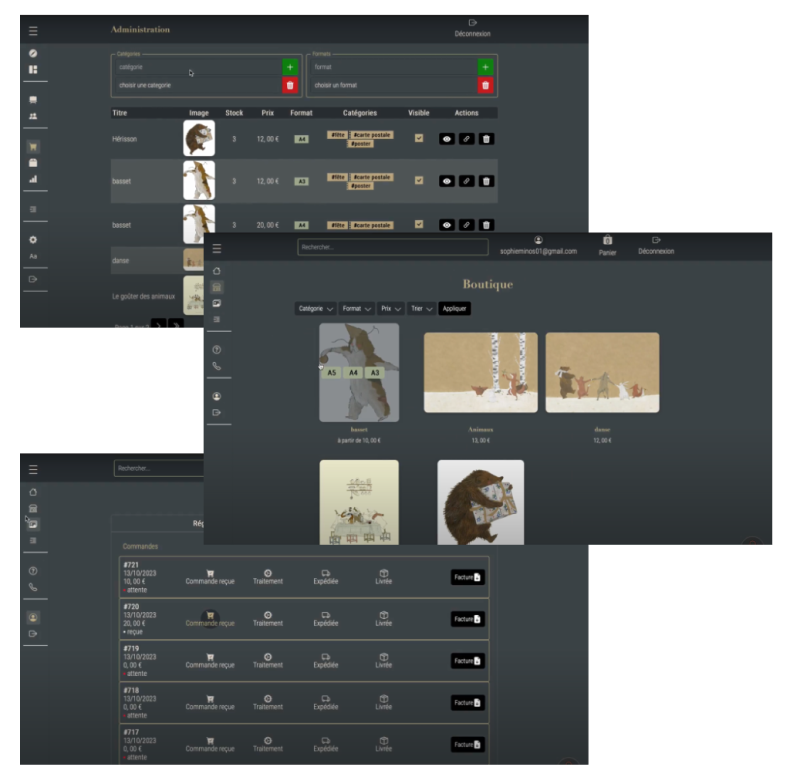 Administration
Déconnexion
Catégories
Formats
catégorie
format
choisir une categorie
choisir un format
Titre Image Stock Prix Format Catégories Visible Actions
Hérisson 3 12, 00 € A4 #fête #carte postale #poster
basset 3 12, 00 € A3 #fête #carte postale #poster
basset 3 20, 00 € A4 #fête #carte postale
danse
Le goûter des animaux
Aa
Rechercher...
sophieminos01@gmail.com Panier Déconnexion
Boutique
Catégorie Format Prix Trier Appliquer
A5 A4 A3
basset
à partir de 10, 00 €
Animaux
13, 00 €
danse
12, 00 €
Rechercher...
Commandes
#721
13/10/2023
10, 00 €
attente
Commande reçue Traitement Expédiée Livrée Facture
#720
13/10/2023
20, 00 €
• reçue
Commande reçue Traitement Expédiée Livrée Facture
#719
13/10/2023
0, 00 €
attente
Commande reçue Traitement Expédiée Livrée Facture
#718
13/10/2023
0, 00 €
attente
Commande reçue Traitement Expédiée Livrée Facture
#717
13/10/2023
0, 00 €
attente
Commande reçue Traitement Expédiée Livrée Facture